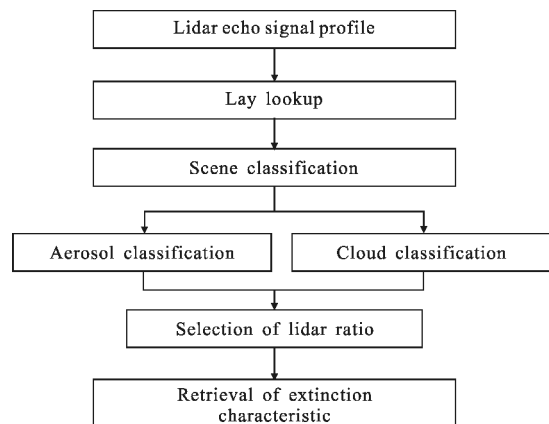 Lidar echo signal profile
Lay lookup
Scene classification
Aerosol classification
Cloud classification
Selection of lidar ratio
Retrieval of extinction
characteristic